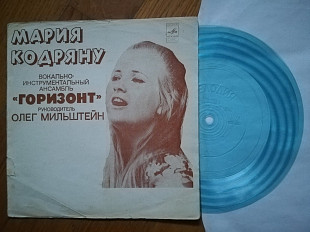 МАРИЯ
КОДРЯНУ
ВОКАЛЬНО-
ИНСТРУМЕНТАЛЬНЫЙ
АНСАМБЛЬ
«ГОРИЗОНТ»
РУКОВОДИТЕЛЬ
ОЛЕГ МИЛЬШТЕЙН